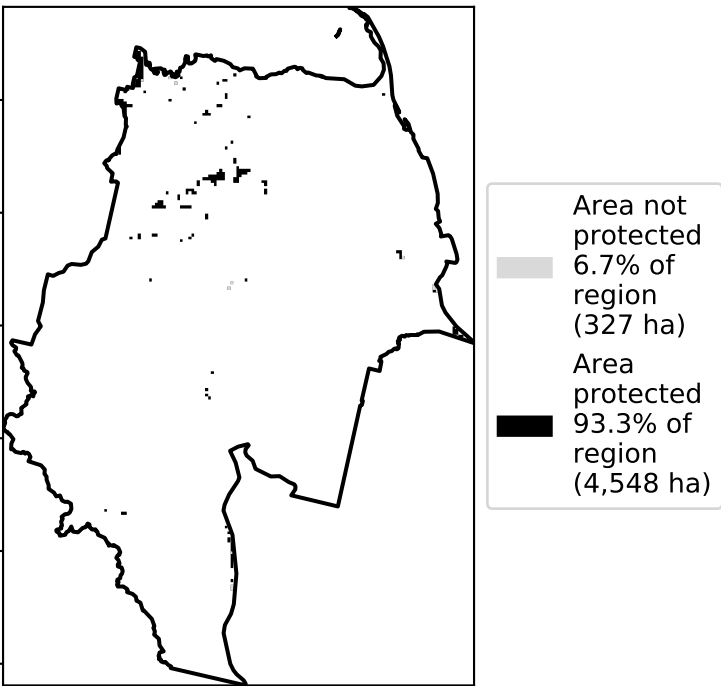 Area not
protected
6.7% of
region
(327 ha)
Area
protected
93.3% of
region
(4,548 ha)